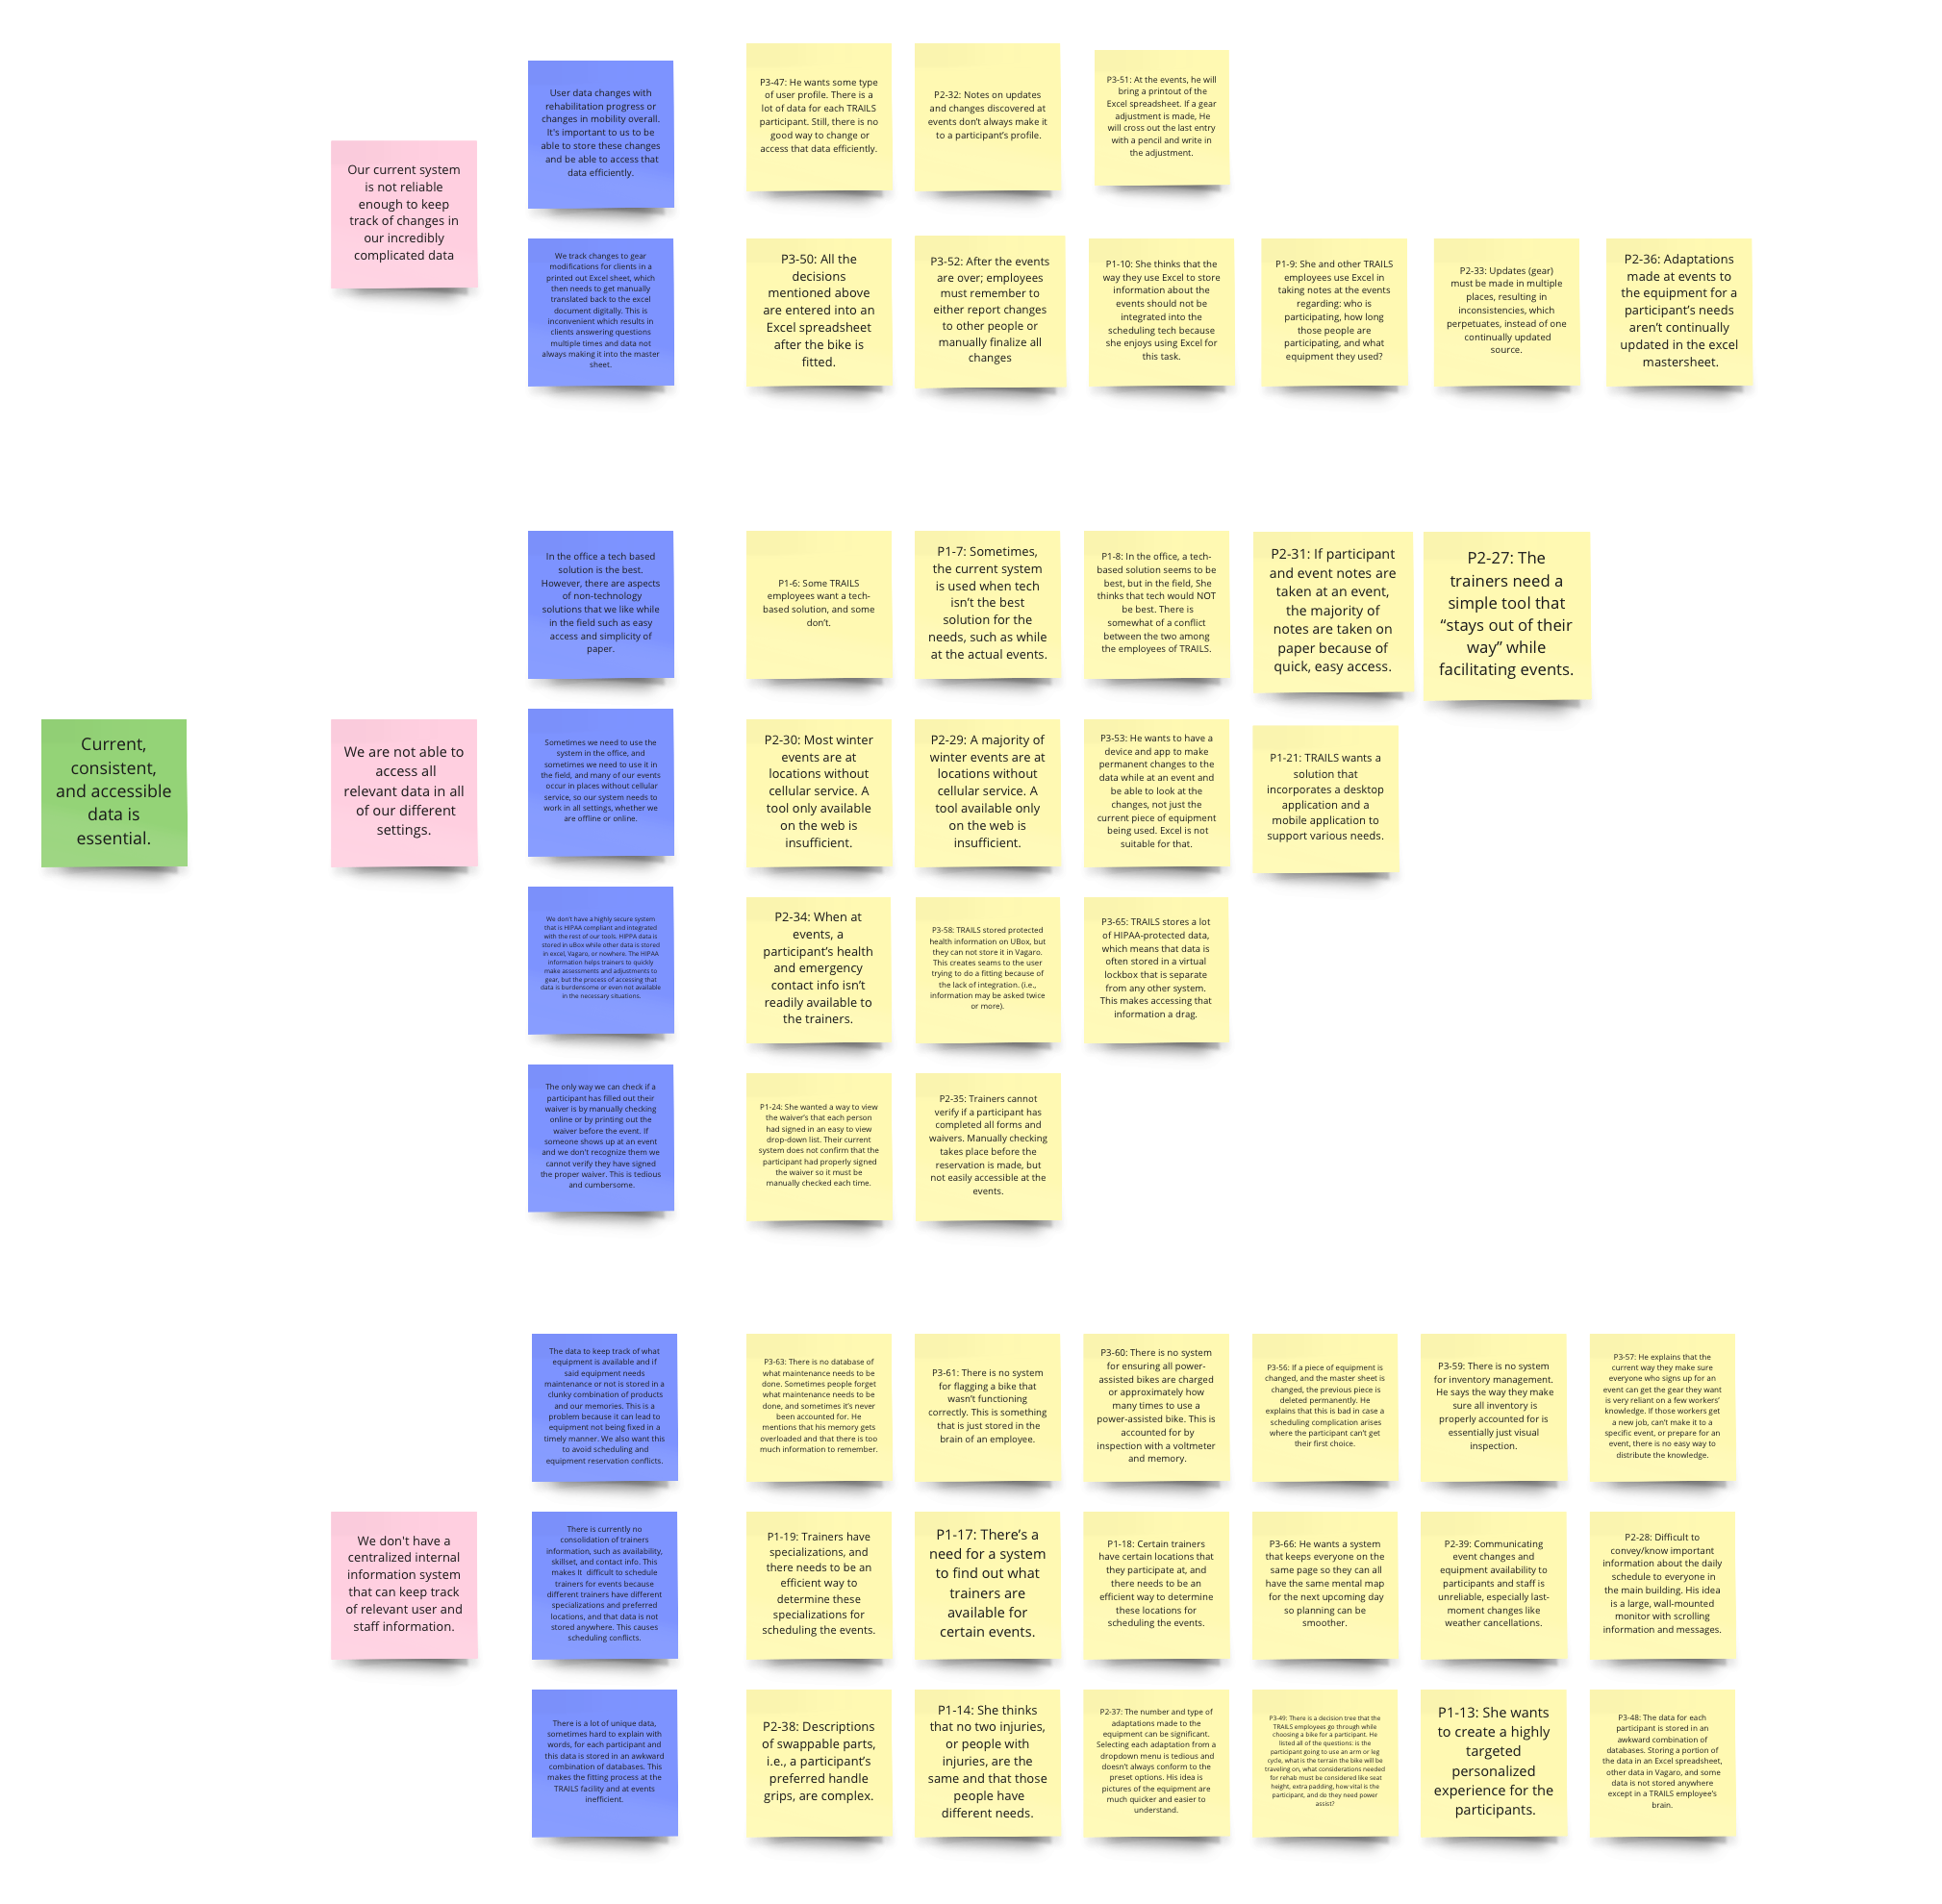 User data changes with
rehabilitation progress or
changes in mobility overall.
It's important to us to be
able to store these changes
and be able to access that
data efficiently.
P3-47: He wants some type
of user profile. There is a
lot of data for each TRAILS
participant. Still, there is no
good way to change or
access that data efficiently.
P2-32: Notes on updates
and changes discovered at
events don't always make it
to a participant's profile.
P3-51: At the events, he will
bring a printout of the
Excel spreadsheet. If a gear
adjustment is made, He
will cross out the last entry
with a pencil and write in
the adjustment.
Our current system
is not reliable
enough to keep
track of changes in
our incredibly
complicated data
We track changes to gear
modifications for clients in a
printed out Excel sheet, which
then needs to get manually
translated back to the excel
document digitally. This is
inconvenient which results in
clients answering questions
multiple times and data not
always making it into the master
sheet.
P3-50: All the
decisions
mentioned above
are entered into an
Excel spreadsheet
after the bike is
fitted.
P3-52: After the events
are over; employees
must remember to
either report changes
to other people or
manually finalize all
changes
P1-10: She thinks that the
way they use Excel to store
information about the
events should not be
integrated into the
scheduling tech because
she enjoys using Excel for
this task.
P1-9: She and other TRAILS
employees use Excel in
taking notes at the events
regarding: who is
participating, how long
those people are
participating, and what
equipment they used?
P2-33: Updates (gear)
must be made in multiple
places, resulting in
inconsistencies, which
perpetuates, instead of one
continually updated
source.
P2-36: Adaptations
made at events to
the equipment for a
participant's needs
aren't continually
updated in the excel
mastersheet.
In the office a tech based
solution is the best.
However, there are aspects
of non-technology
solutions that we like while
in the field such as easy
access and simplicity of
paper.
P1-6: Some TRAILS
employees want a tech-
based solution, and some
don't.
P1-7: Sometimes,
the current system
is used when tech
isn't the best
solution for the
needs, such as while
at the actual events.
P1-8: In the office, a tech-
based solution seems to be
best, but in the field, She
thinks that tech would NOT
be best. There is
somewhat of a conflict
between the two among
the employees of TRAILS.
P2-31: If participant
and event notes are
taken at an event,
the majority of
notes are taken on
paper because of
quick, easy access.
P2-27: The
trainers need a
simple tool that
“stays out of their
way” while
facilitating events.
Current,
consistent,
and accessible
data is
essential.
We are not able to
access all
relevant data in all
of our different
settings.
Sometimes we need to use the
system in the office, and
sometimes we need to use it in
the field, and many of our events
occur in places without cellular
service, so our system needs to
work in all settings, whether we
are offline or online.
P2-30: Most winter
events are at
locations without
cellular service. A
tool only available
on the web is
insufficient.
P2-29: A majority of
winter events are at
locations without
cellular service. A
tool available only
on the web is
insufficient.
P3-53: He wants to have a
device and app to make
permanent changes to the
data while at an event and
be able to look at the
changes, not just the
current piece of equipment
being used. Excel is not
suitable for that.
P1-21: TRAILS wants a
solution that
incorporates a desktop
application and a
mobile application to
support various needs.
We don't have a highly secure system
that is HIPAA compliant and integrated
with the rest of our tools. HIPPA data is
stored in uBox while other data is stored
in excel, Vagaro, or nowhere. The HIPAA
information helps trainers to quickly
make assessments and adjustments to
gear, but the process of accessing that
data is burdensome or even not available
in the necessary situations.
P2-34: When at
events, a
participant's health
and emergency
contact info isn't
readily available to
the trainers.
P3-58: TRAILS stored protected
health information on UBox, but
they can not store it in Vagaro.
This creates seams to the user
trying to do a fitting because of
the lack of integration. (i.e.,
information may be asked twice
or more).
P3-65: TRAILS stores a lot
of HIPAA-protected data,
which means that data is
often stored in a virtual
lockbox that is separate
from any other system.
This makes accessing that
information a drag.
The only way we can check if a
participant has filled out their
waiver is by manually checking
online or by printing out the
waiver before the event. If
someone shows up at an event
and we don't recognize them we
cannot verify they have signed
the proper waiver. This is tedious
and cumbersome.
P1-24: She wanted a way to view
the waiver's that each person
had signed in an easy to view
drop-down list. Their current
system does not confirm that the
participant had properly signed
the waiver so it must be
manually checked each time.
P2-35: Trainers cannot
verify if a participant has
completed all forms and
waivers. Manually checking
takes place before the
reservation is made, but
not easily accessible at the
events.
The data to keep track of what
equipment is available and if
said equipment needs
maintenance or not is stored in a
clunky combination of products
and our memories. This is a
problem because it can lead to
equipment not being fixed in a
timely manner. We also want this
to avoid scheduling and
equipment reservation conflicts.
P3-63: There is no database of
what maintenance needs to be
done. Sometimes people forget
what maintenance needs to be
done, and sometimes it's never
been accounted for. He
mentions that his memory gets
overloaded and that there is too
much information to remember.
P3-61: There is no system
for flagging a bike that
wasn't functioning
correctly. This is something
that is just stored in the
brain of an employee.
P3-60: There is no system
for ensuring all power-
assisted bikes are charged
or approximately how
many times to use a
power-assisted bike. This is
accounted for by
inspection with a voltmeter
and memory.
P3-56: If a piece of equipment is
changed, and the master sheet is
changed, the previous piece is
deleted permanently. He
explains that this is bad in case a
scheduling complication arises
where the participant can't get
their first choice.
P3-59: There is no system
for inventory management.
He says the way they make
sure all inventory is
properly accounted for is
essentially just visual
inspection.
P3-57: He explains that the
current way they make sure
everyone who signs up for an
event can get the gear they want
is very reliant on a few workers'
knowledge. If those workers get
a new job, can't make it to a
specific event, or prepare for an
event, there is no easy way to
distribute the knowledge.
We don't have a
centralized internal
information system
that can keep track
of relevant user and
staff information.
There is currently no
consolidation of trainers
information, such as availability,
skillset, and contact info. This
makes It difficult to schedule
trainers for events because
different trainers have different
specializations and preferred
locations, and that data is not
stored anywhere. This causes
scheduling conflicts.
P1-19: Trainers have
specializations, and
there needs to be an
efficient way to
determine these
specializations for
scheduling the events.
P1-17: There's a
need for a system
to find out what
trainers are
available for
certain events.
P1-18: Certain trainers
have certain locations that
they participate at, and
there needs to be an
efficient way to determine
these locations for
scheduling the events.
P3-66: He wants a system
that keeps everyone on the
same page so they can all
have the same mental map
for the next upcoming day
so planning can be
smoother.
P2-39: Communicating
event changes and
equipment availability to
participants and staff is
unreliable, especially last-
moment changes like
weather cancellations.
P2-28: Difficult to
convey/know important
information about the daily
schedule to everyone in
the main building. His idea
is a large, wall-mounted
monitor with scrolling
information and messages.
There is a lot of unique data,
sometimes hard to explain with
words, for each participant and
this data is stored in an awkward
combination of databases. This
makes the fitting process at the
TRAILS facility and at events
inefficient.
P2-38: Descriptions
of swappable parts,
i.e., a participant's
preferred handle
grips, are complex.
P1-14: She thinks
that no two injuries,
or people with
injuries, are the
same and that those
people have
different needs.
P2-37: The number and type of
adaptations made to the
equipment can be significant.
Selecting each adaptation from a
dropdown menu is tedious and
doesn't always conform to the
preset options. His idea is
pictures of the equipment are
much quicker and easier to
understand.
P3-49: There is a decision tree that the
TRAILS employees go through while
choosing a bike for a participant. He
listed all of the questions: is the
participant going to use an arm or leg
cycle, what is the terrain the bike will be
traveling on, what considerations needed
for rehab must be considered like seat
height, extra padding, how vital is the
participant, and do they need power
assist?
P1-13: She wants
to create a highly
targeted
personalized
experience for the
participants.
P3-48: The data for each
participant is stored in an
awkward combination of
databases. Storing a portion of
the data in an Excel spreadsheet,
other data in Vagaro, and some
data is not stored anywhere
except in a TRAILS employee's
brain.